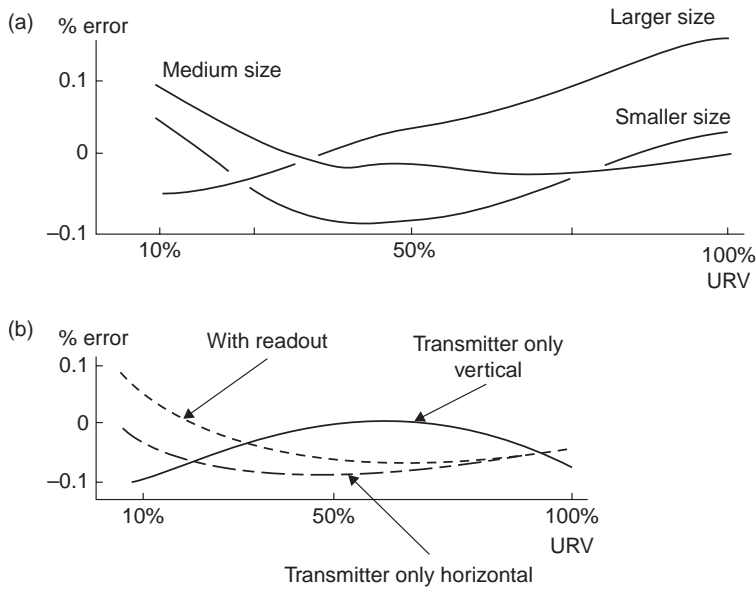 (a)
% error
Larger size
0.1
Medium size
Smaller size
0
–0.1
10%
50%
100%
URV
(b)
% error
With readout
Transmitter only
vertical
0.1
0
–0.1
10%
50%
100%
URV
Transmitter only horizontal